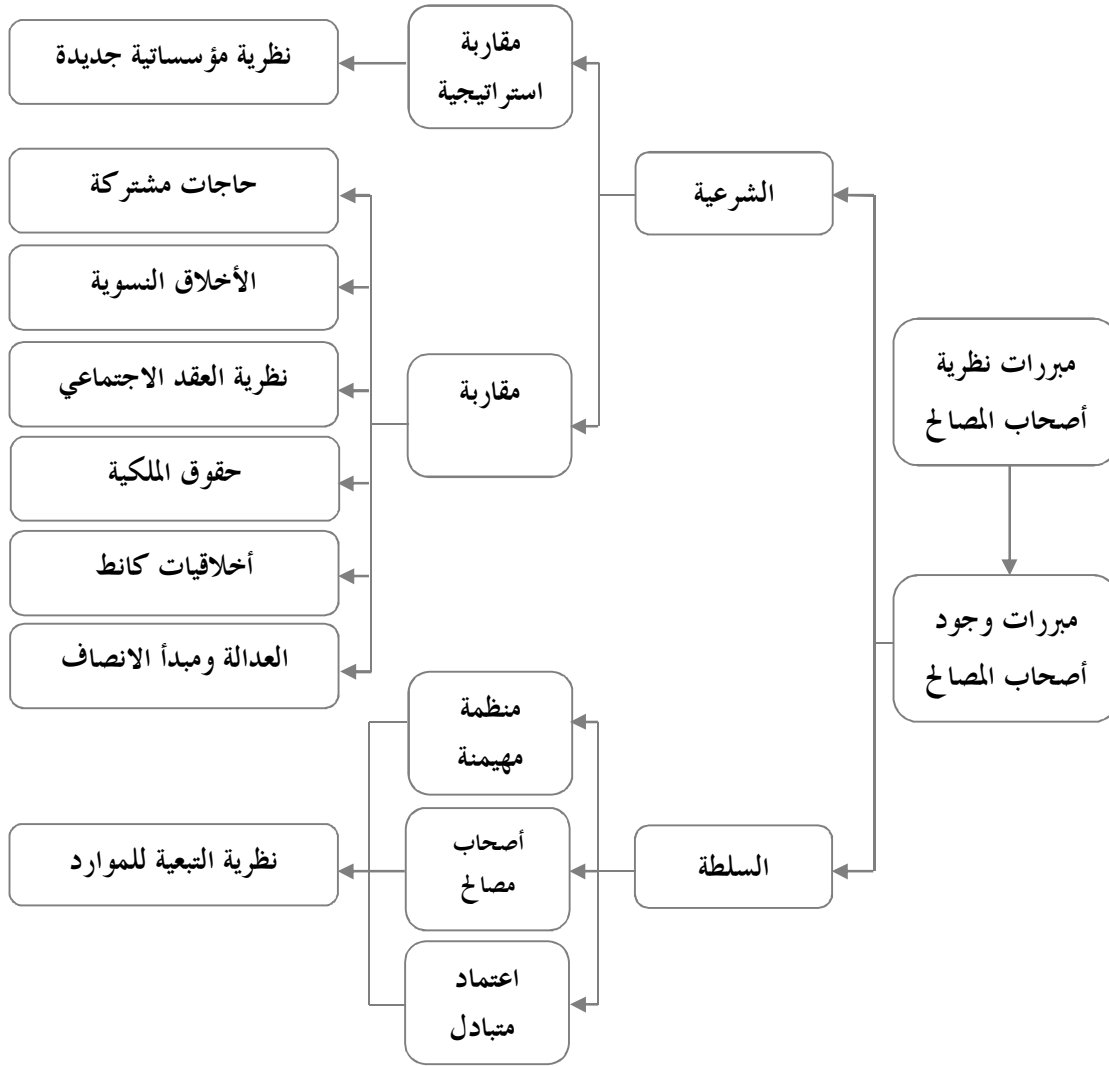 مبررات نظرية
أصحاب المصالح
مبررات وجود
أصحاب المصالح
الشرعية
مقاربة
استراتيجية
نظرية مؤسساتية جديدة
مقاربة
حاجات مشتركة
الأخلاق النسوية
نظرية العقد الاجتماعي
حقوق الملكية
أخلاقيات كانط
العدالة ومبدأ الانصاف
السلطة
منظمة
مهيمنة
أصحاب
مصالح
اعتماد
متبادل
نظرية التبعية للموارد